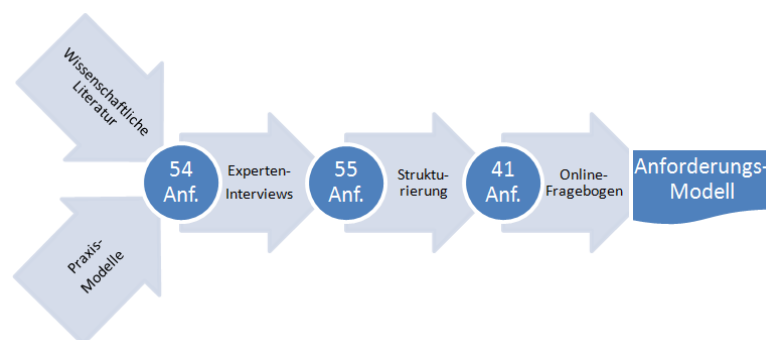 Wissenschaftliche
Literatur
Praxis-
Modelle
54
Anf.
Experten-
Interviews
55
Anf.
Struktu-
rierung
41
Anf.
Online-
Fragebogen
Anforderungs-
Modell